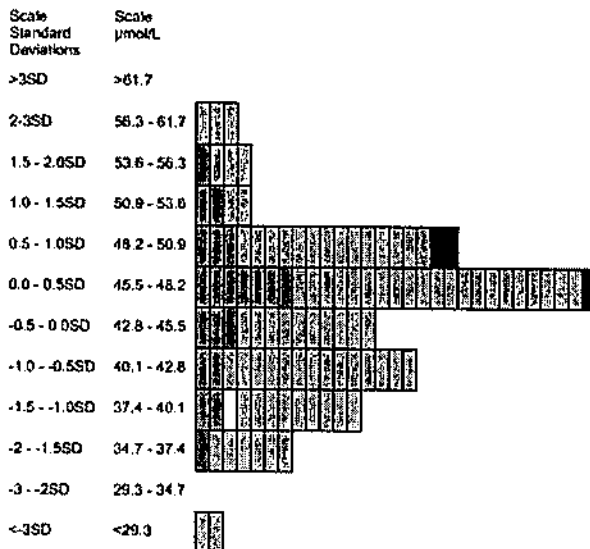 Scale Scale
Standard µmol/L
Deviations
>3SD >61.7
2-3SD 56.3 - 61.7
1.5 - 2.0SD 53.6 - 56.3
1.0 - 1.5SD 50.9 - 53.6
0.5 - 1.0SD 48.2 - 50.9
0.0 - 0.5SD 45.5 - 48.2
-0.5 - 0.0SD 42.8 - 45.5
-1.0 - -0.5SD 40.1 - 42.8
-1.5 - -1.0SD 37.4 - 40.1
-2 - -1.5SD 34.7 - 37.4
-3 - -2SD 29.3 - 34.7
<-3SD <29.3